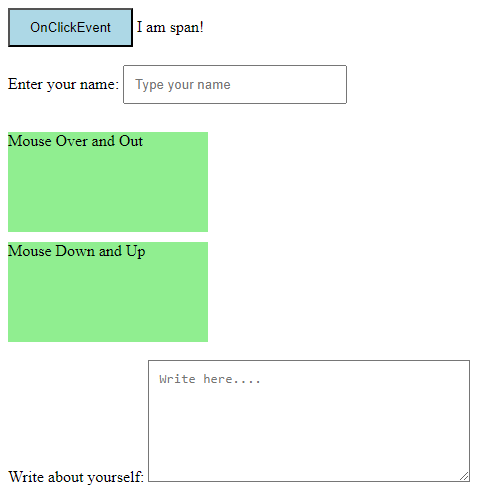 OnClickEvent I am span!
Enter your name: Type your name
Mouse Over and Out
Mouse Down and Up
Write here....
Write about yourself: